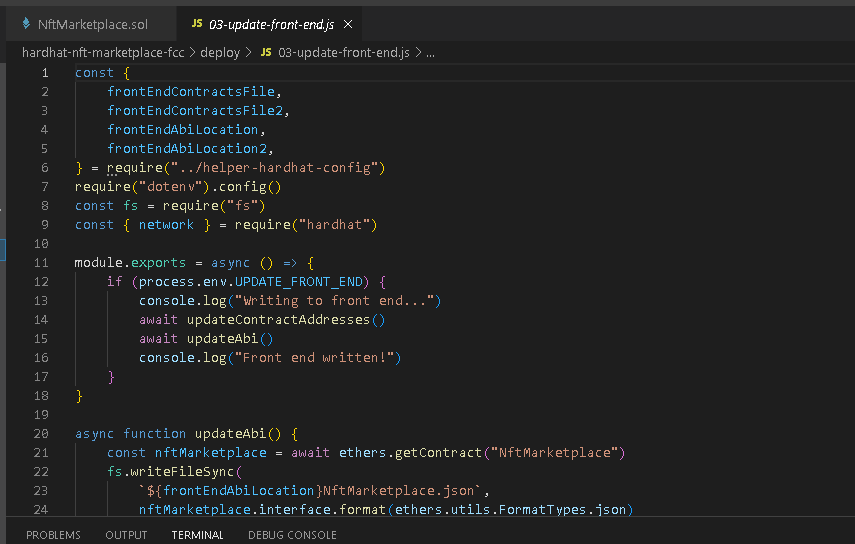 NftMarketplace.sol JS 03-update-front-end.js ×
hardhat-nft-marketplace-fcc > deploy > JS 03-update-front-end.js > ...
1 const {
2     frontEndContractsFile,
3     frontEndContractsFile2,
4     frontEndAbiLocation,
5     frontEndAbiLocation2,
6 } = require("../helper-hardhat-config")
7 require("dotenv").config()
8 const fs = require("fs")
9 const { network } = require("hardhat")
10
11 module.exports = async () => {
12     if (process.env.UPDATE_FRONT_END) {
13         console.log("Writing to front end...")
14         await updateContractAddresses()
15         await updateAbi()
16         console.log("Front end written!")
17     }
18 }
19
20 async function updateAbi() {
21     const nftMarketplace = await ethers.getContract("NftMarketplace")
22     fs.writeFileSync(
23         `${frontEndAbiLocation}NftMarketplace.json`,
24         nftMarketplace.interface.format(ethers.utils.FormatTypes.json)
PROBLEMS OUTPUT TERMINAL DEBUG CONSOLE